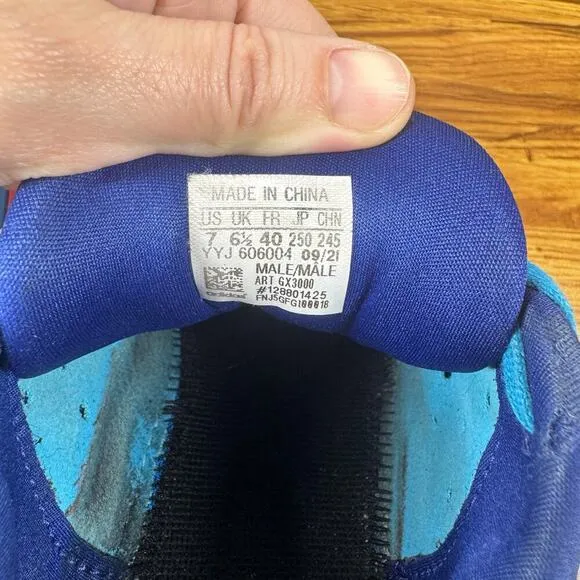 MADE IN CHINA
US UK FR JP CHN
7 6½ 40 250 245
YYJ 606004 09/21
MALE/MÂLE
ART GX3000
#128801425
adidas FNJ5GFG100018